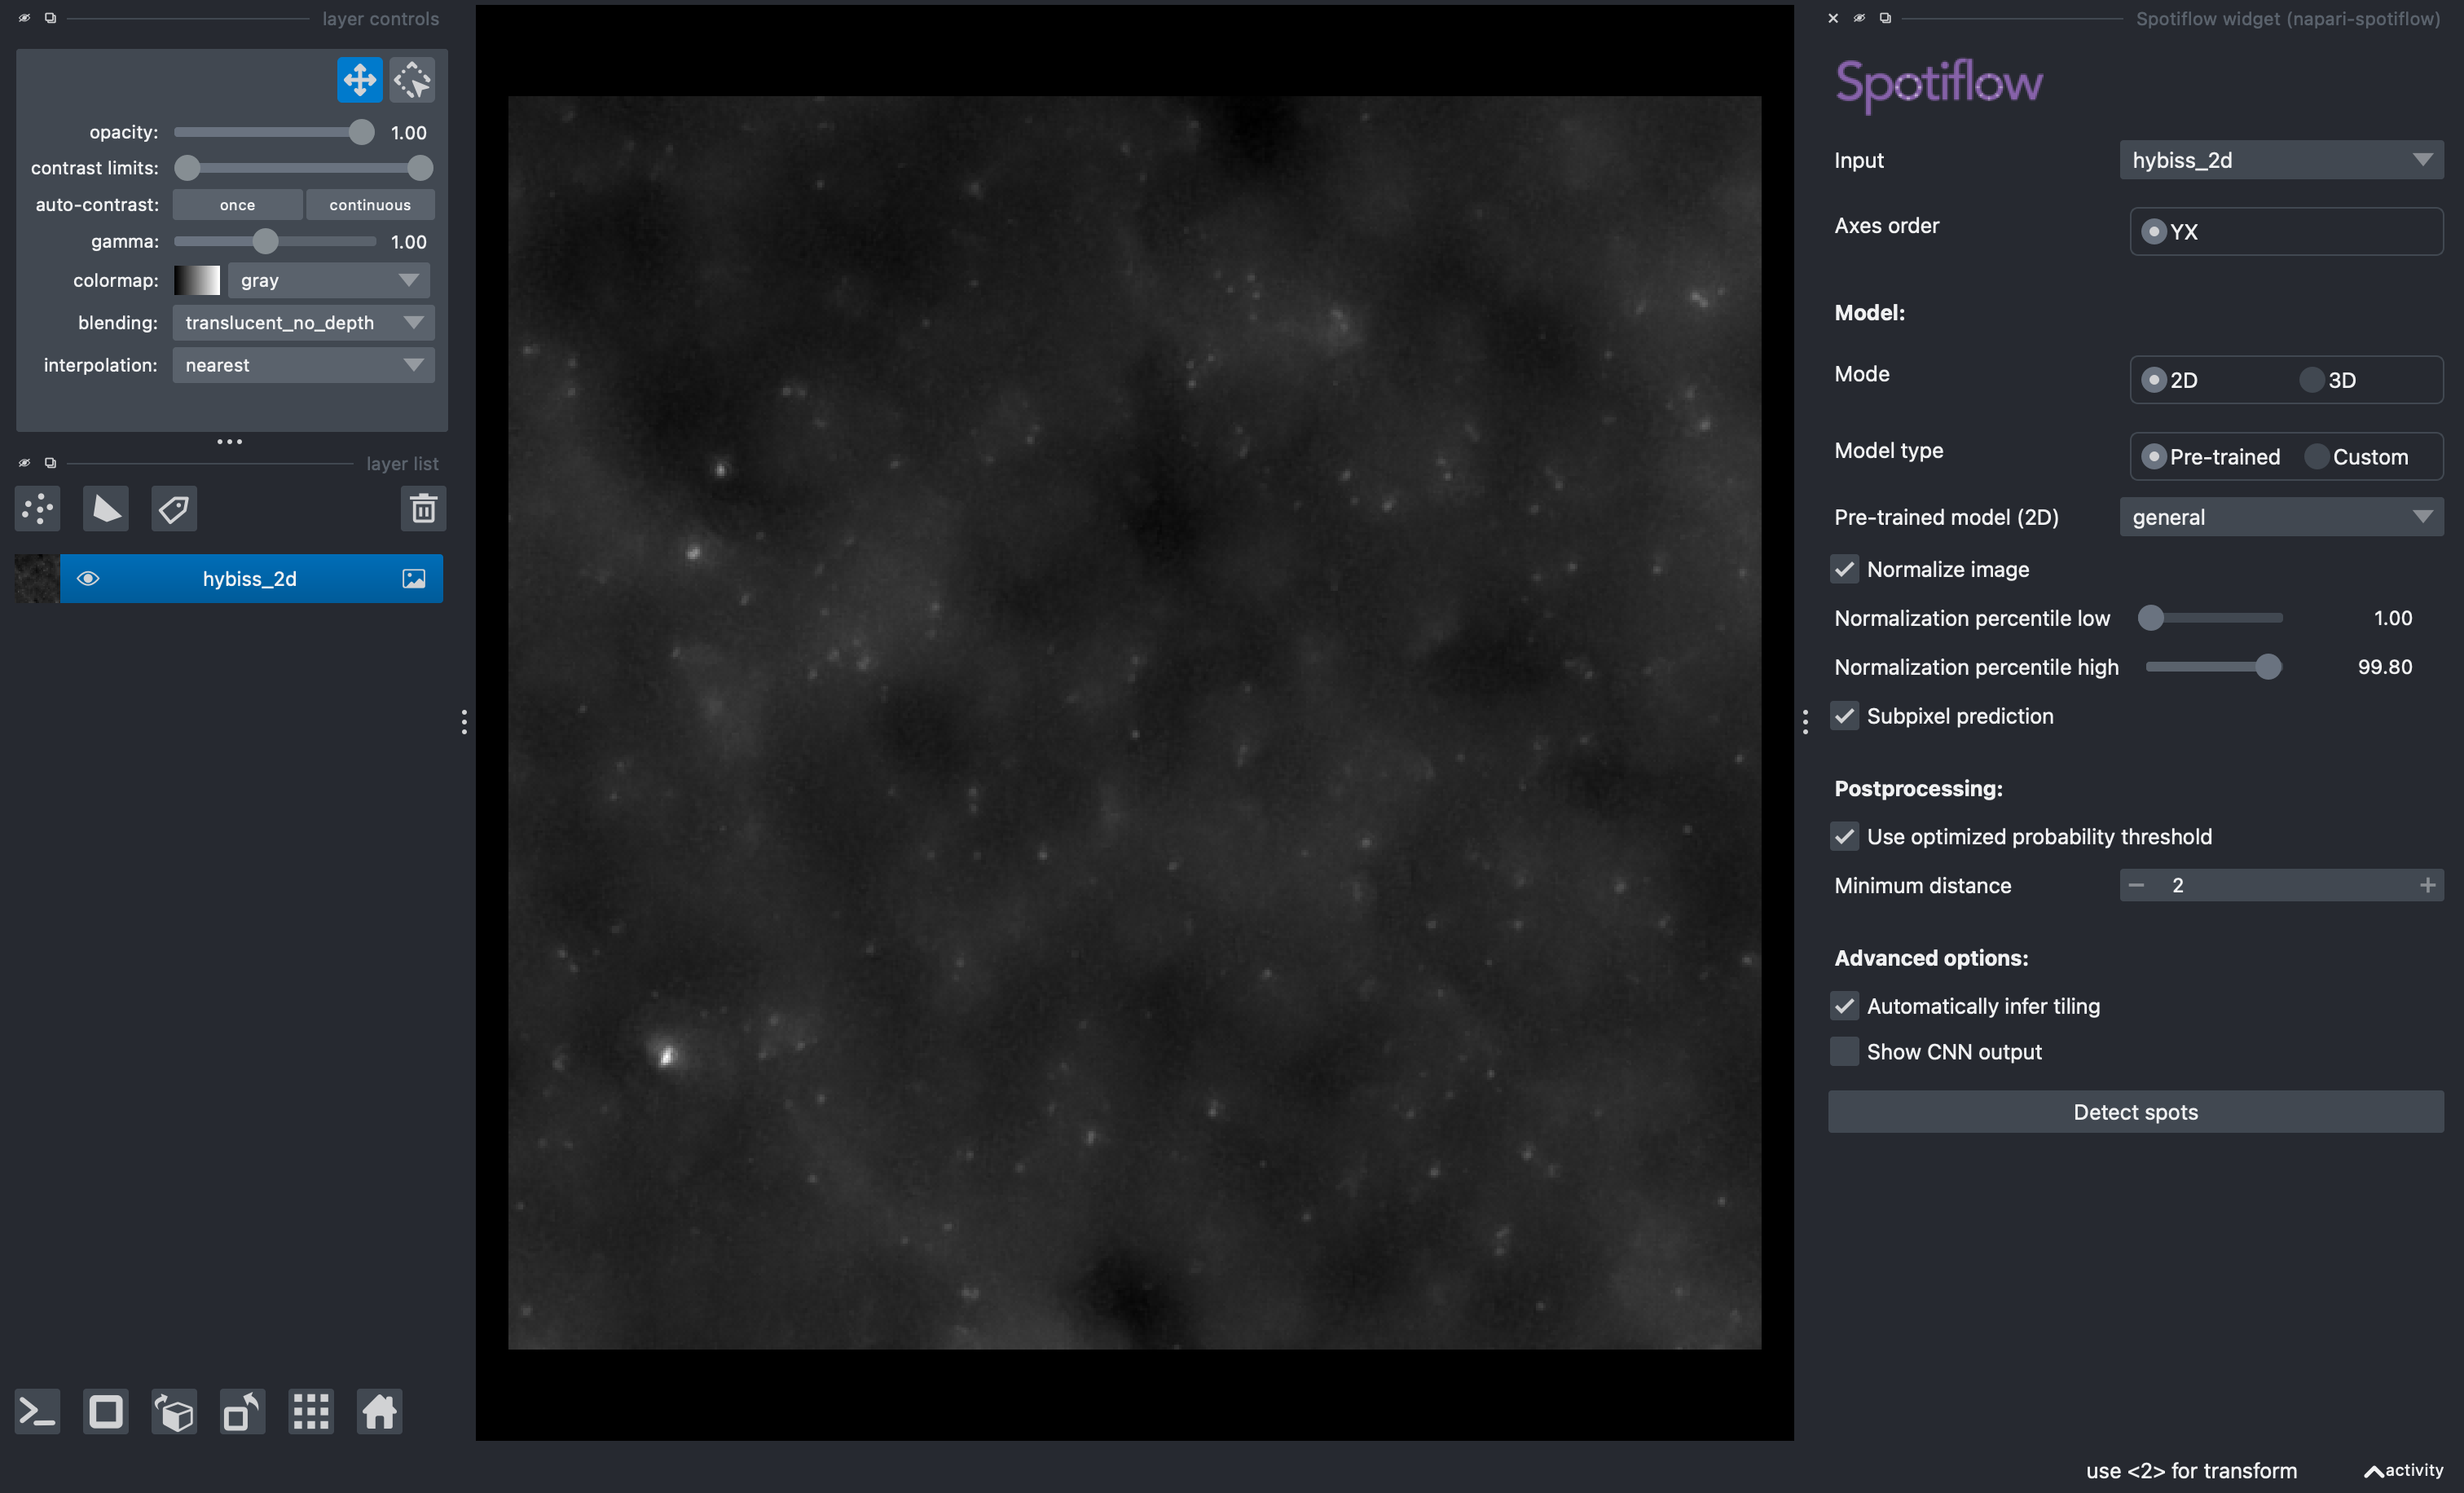 layer controls
opacity: 1.00
contrast limits:
auto-contrast: once continuous
gamma: 1.00
colormap: gray
blending: translucent_no_depth
interpolation: nearest
layer list
hybiss_2d
Spotiflow widget (napari-spotiflow)
Spotiflow
Input hybiss_2d
Axes order YX
Model:
Mode 2D 3D
Model type Pre-trained Custom
Pre-trained model (2D) general
Normalize image
Normalization percentile low 1.00
Normalization percentile high 99.80
Subpixel prediction
Postprocessing:
Use optimized probability threshold
Minimum distance 2
Advanced options:
Automatically infer tiling
Show CNN output
Detect spots
use <2> for transform activity